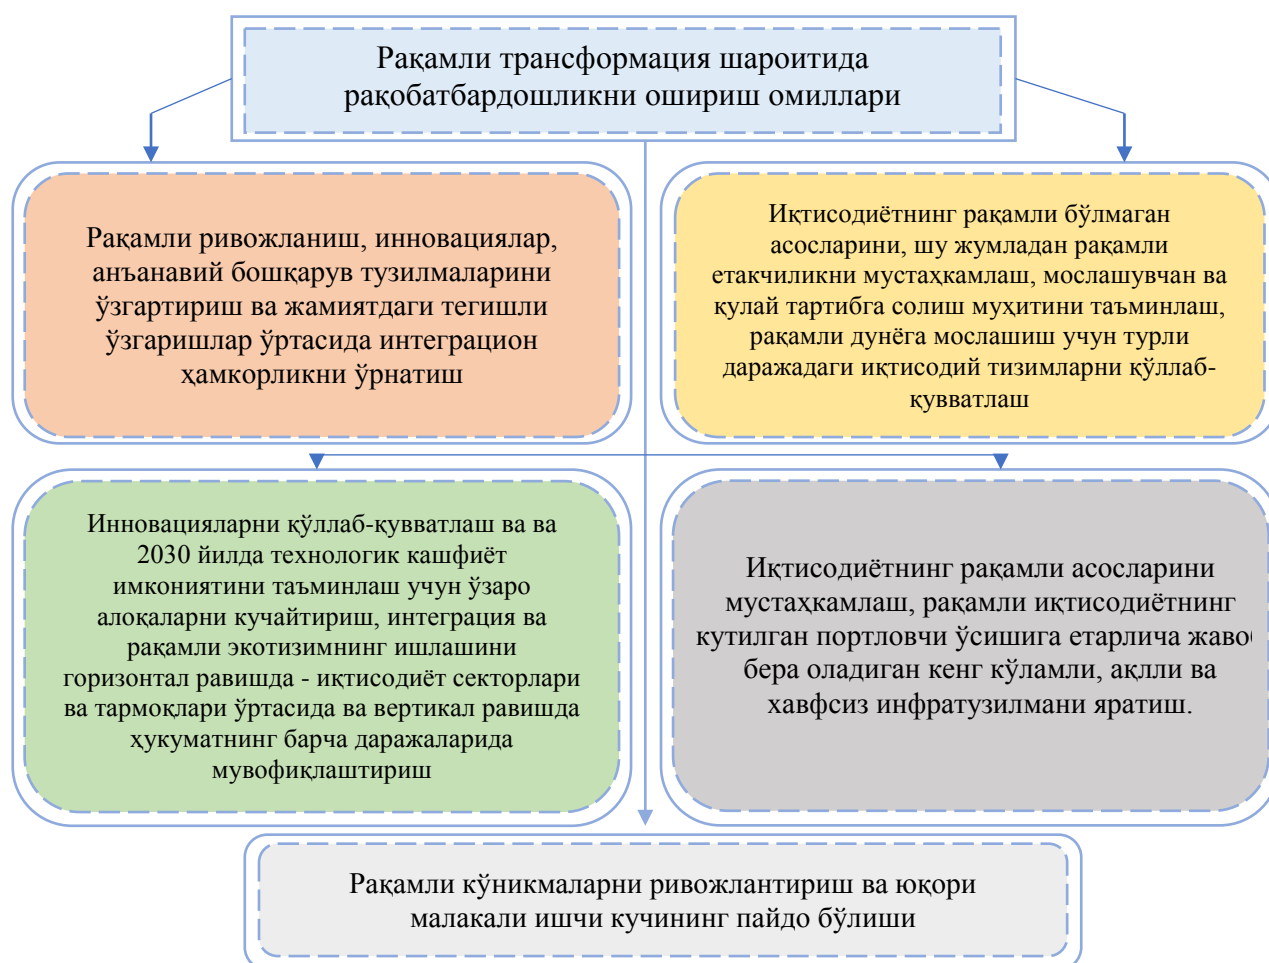 Рақамли трансформация шароитида
рақобатбардошликни ошириш омиллари
Рақамли ривожланиш, инновациялар,
анъанавий бошқарув тузилмаларини
ўзгартириш ва жамиятдаги тегишли
ўзгаришлар ўртасида интеграцион
ҳамкорликни ўрнатиш
Иқтисодиётнинг рақамли бўлмаган
асосларини, шу жумладан рақамли
етакчиликни мустаҳкамлаш, мослашувчан ва
қулай тартибга солиш муҳитини таъминлаш,
рақамли дунёга мослашиш учун турли
даражадаги иқтисодий тизимларни қўллаб-
қувватлаш
Инновацияларни қўллаб-қувватлаш ва ва
2030 йилда технологик кашфиёт
имкониятини таъминлаш учун ўзаро
алоқаларни кучайтириш, интеграция ва
рақамли экотизимнинг ишлашини
горизонтал равишда - иқтисодиёт секторлари
ва тармоқлари ўртасида ва вертикал равишда
ҳукуматнинг барча даражаларида
мувофиқлаштириш
Иқтисодиётнинг рақамли асосларини
мустаҳкамлаш, рақамли иқтисодиётнинг
кутилган портловчи ўсишига етарлича
бера оладиган кенг кўламли, ақлли ва
хавфсиз инфратузилмани яратиш.
Рақамли кўникмаларни ривожлантириш ва юқори
малакали ишчи кучининг пайдо бўлиши